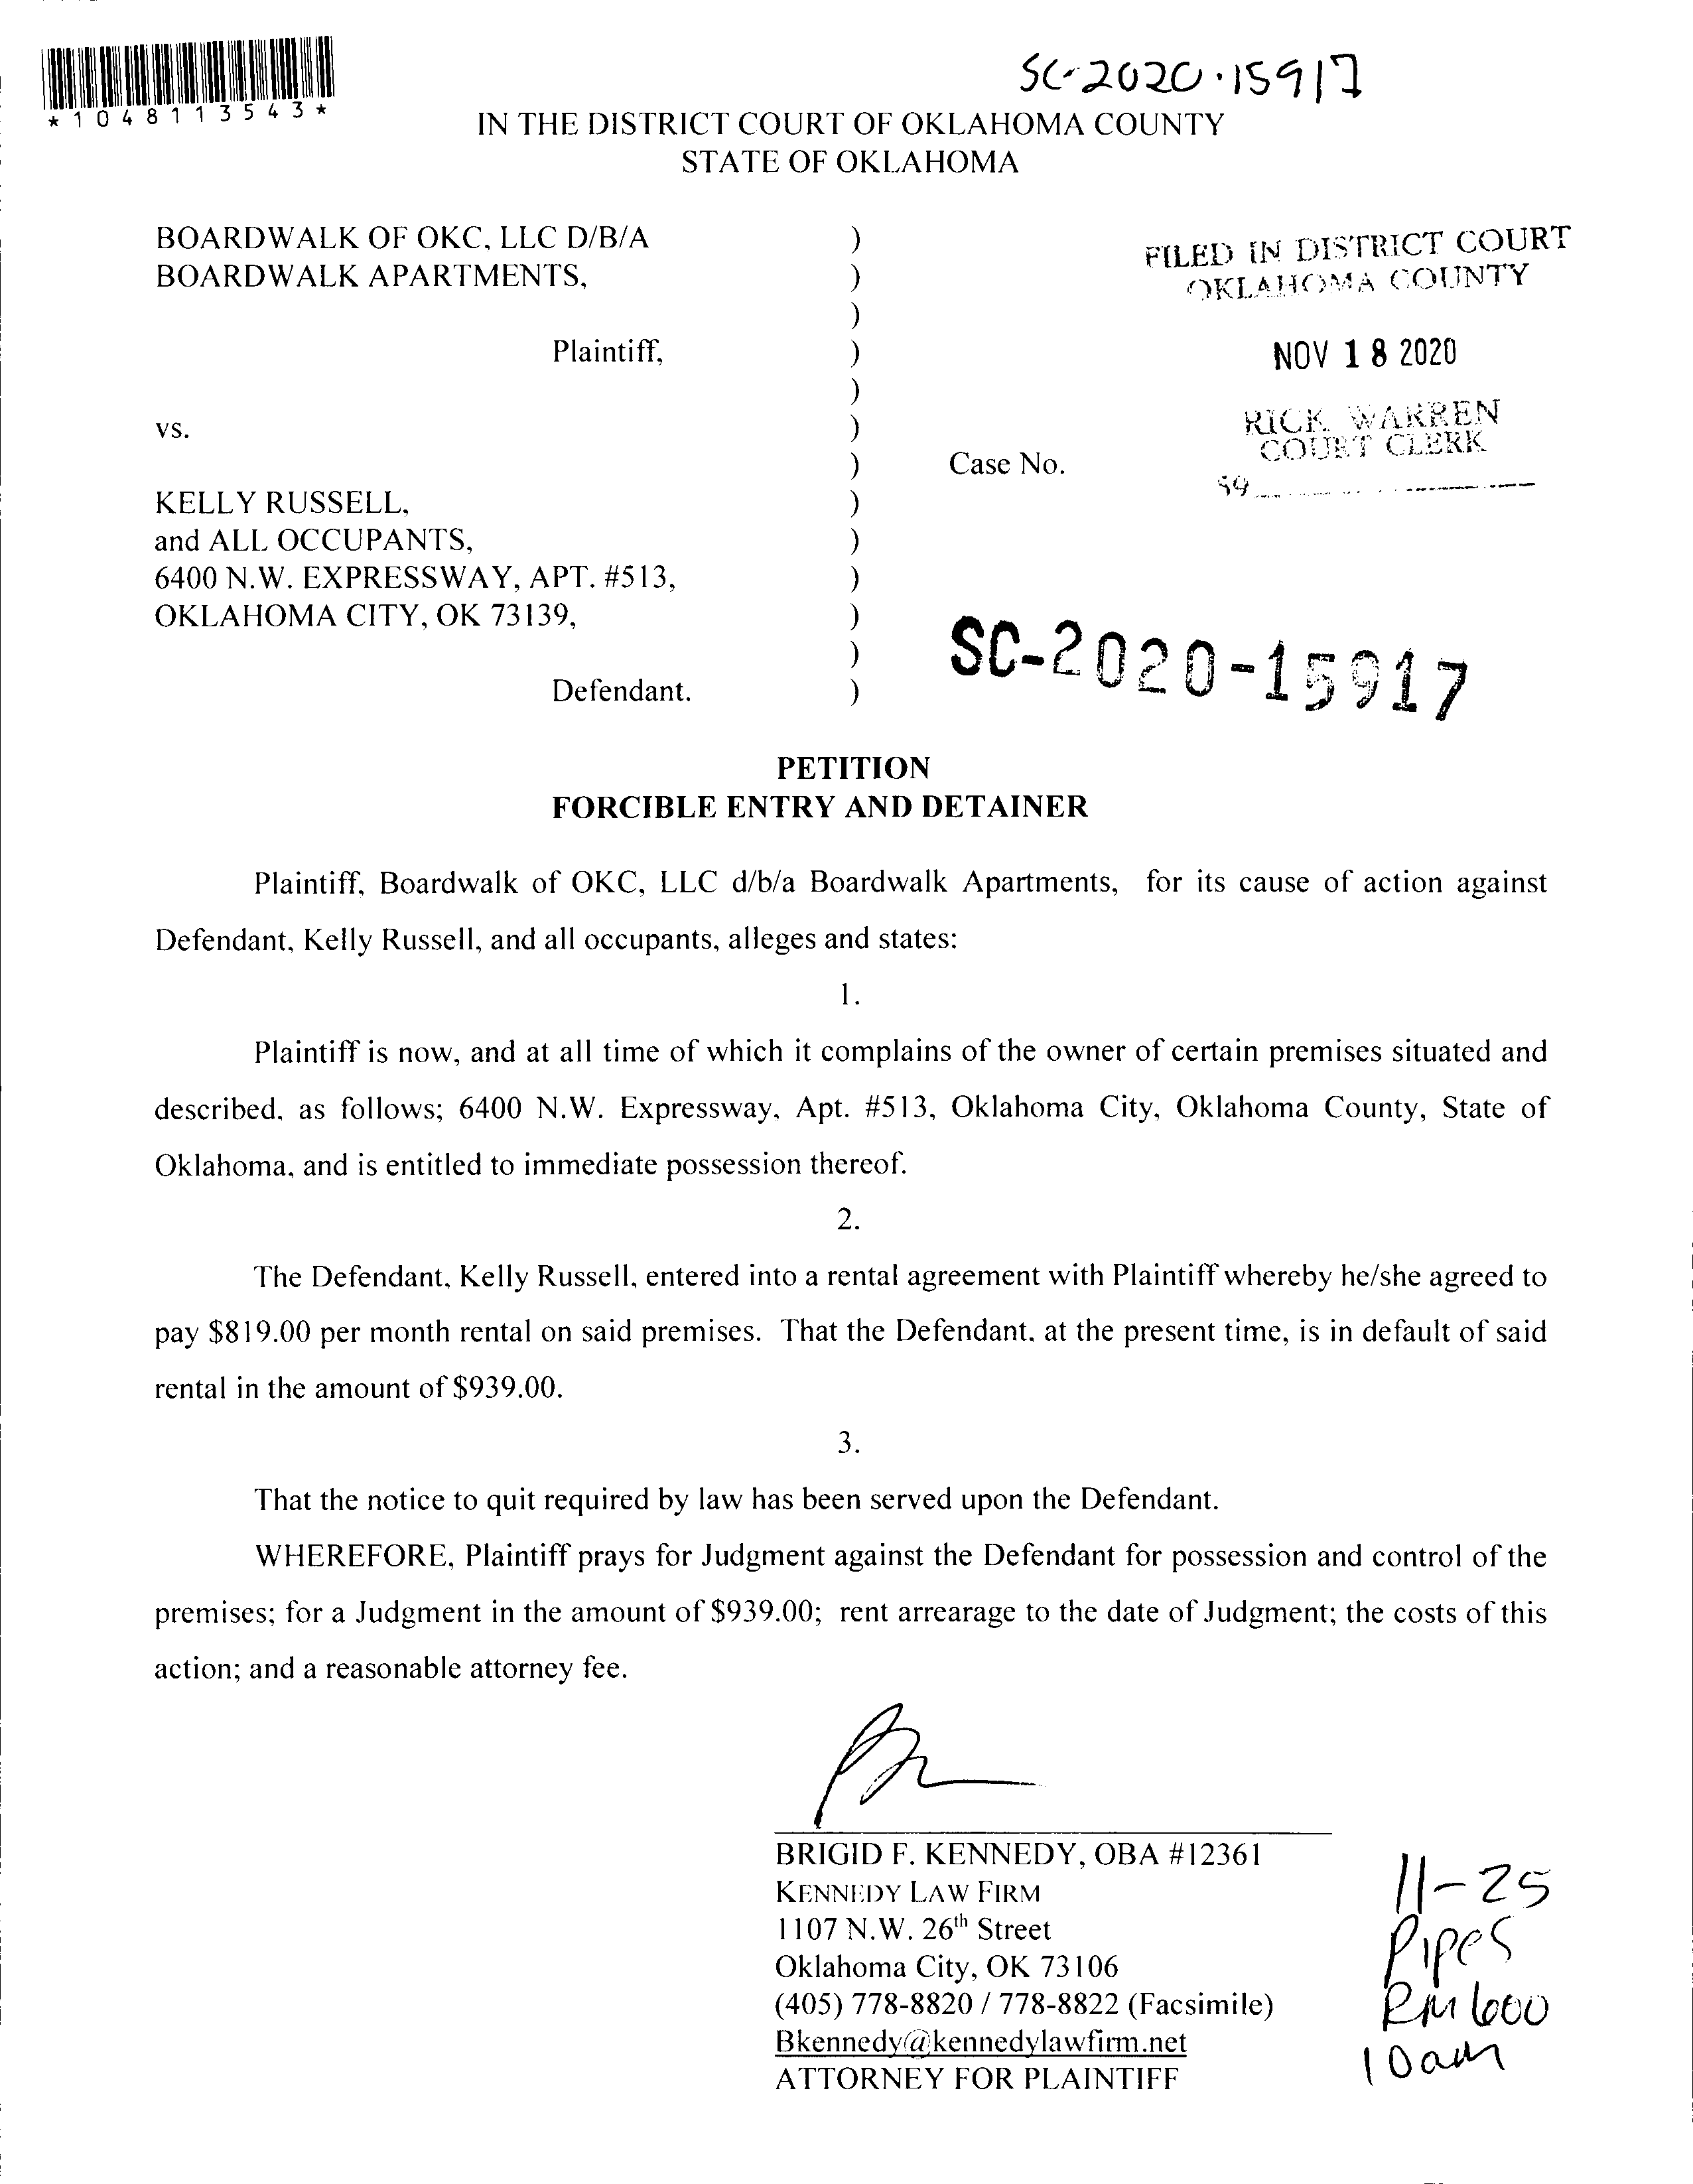 *1048113543*
SC-2020-15917
IN THE DISTRICT COURT OF OKLAHOMA COUNTY
STATE OF OKLAHOMA
BOARDWALK OF OKC, LLC D/B/A )
BOARDWALK APARTMENTS, )
)
Plaintiff, )
)
vs. )
) Case No.
KELLY RUSSELL, )
and ALL OCCUPANTS, )
6400 N.W. EXPRESSWAY, APT. #513, )
OKLAHOMA CITY, OK 73139, )
)
Defendant. )
FILED IN DISTRICT COURT
OKLAHOMA COUNTY
NOV 18 2020
RICK WARREN
COURT CLERK
59
SC-2020-15917
PETITION
FORCIBLE ENTRY AND DETAINER
Plaintiff, Boardwalk of OKC, LLC d/b/a Boardwalk Apartments, for its cause of action against
Defendant, Kelly Russell, and all occupants, alleges and states:
1.
Plaintiff is now, and at all time of which it complains of the owner of certain premises situated and
described, as follows; 6400 N.W. Expressway, Apt. #513, Oklahoma City, Oklahoma County, State of
Oklahoma, and is entitled to immediate possession thereof.
2.
The Defendant, Kelly Russell, entered into a rental agreement with Plaintiff whereby he/she agreed to
pay $819.00 per month rental on said premises. That the Defendant, at the present time, is in default of said
rental in the amount of $939.00.
3.
That the notice to quit required by law has been served upon the Defendant.
WHEREFORE, Plaintiff prays for Judgment against the Defendant for possession and control of the
premises; for a Judgment in the amount of $939.00; rent arrearage to the date of Judgment; the costs of this
action; and a reasonable attorney fee.
BRIGID F. KENNEDY, OBA #12361
KENNEDY LAW FIRM
1107 N.W. 26th Street
Oklahoma City, OK 73106
(405) 778-8820 / 778-8822 (Facsimile)
Bkennedy@kennedylawfirm.net
ATTORNEY FOR PLAINTIFF
11-25
Pipes
RM 600
10am